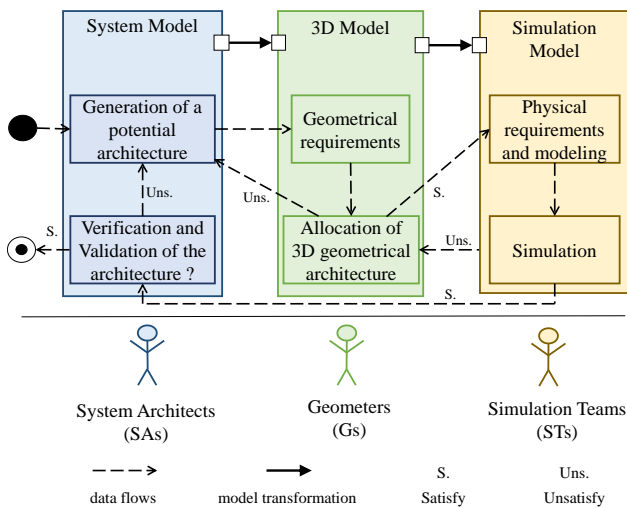 System Model
3D Model
Simulation
Model
Generation of a
potential
architecture
Geometrical
requirements
Physical
requirements
and modeling
Uns.
Uns.
S.
S.
Verification and
Validation of the
architecture ?
Allocation of
3D geometrical
architecture
Uns.
Simulation
S.
System Architects
(SAs)
Geometers
(Gs)
Simulation Teams
(STs)
data flows
model transformation
S.
Satisfy
Uns.
Unsatisfy